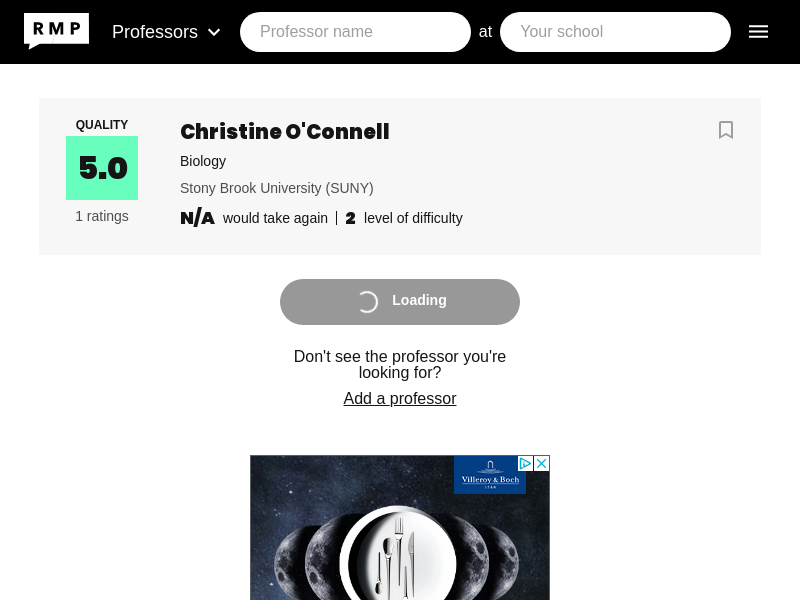 RMP
Professors
Professor name
at
Your school
QUALITY
5.0
1 ratings
Christine O'Connell
Biology
Stony Brook University (SUNY)
N/A would take again | 2 level of difficulty
Loading
Don't see the professor you're
looking for?
Add a professor
Villeroy & Boch
1748